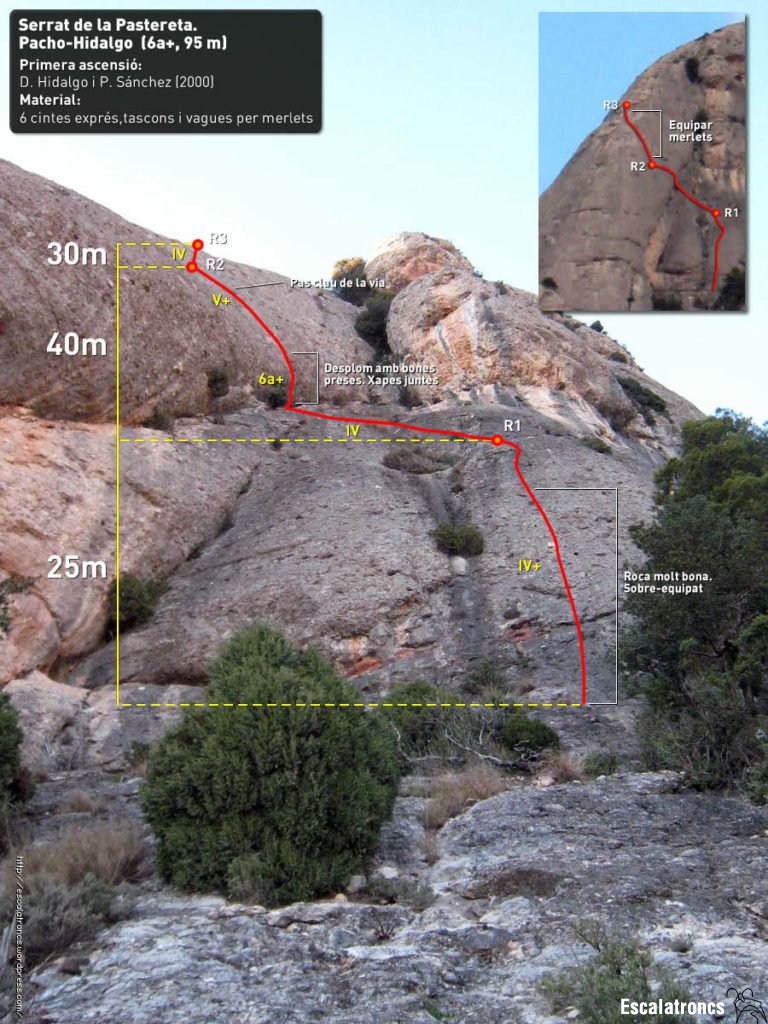 Serrat de la Pastereta.
Pacho-Hidalgo (6a+, 95 m)
Primera ascensió:
D. Hidalgo i P. Sánchez (2000)
Material:
6 cintes exprés,tascons i vagues per merlets
R3
Equipar
merlets
R2
R1
30m
R3
IV
R2
Pas clau de la via
V+
40m
Desplom amb bones
preses. Xapes juntes
6a+
R1
IV
25m
IV+
Roca molt bona.
Sobre-equipat
http://escalatroncs.wordpress.com/
Escalatroncs